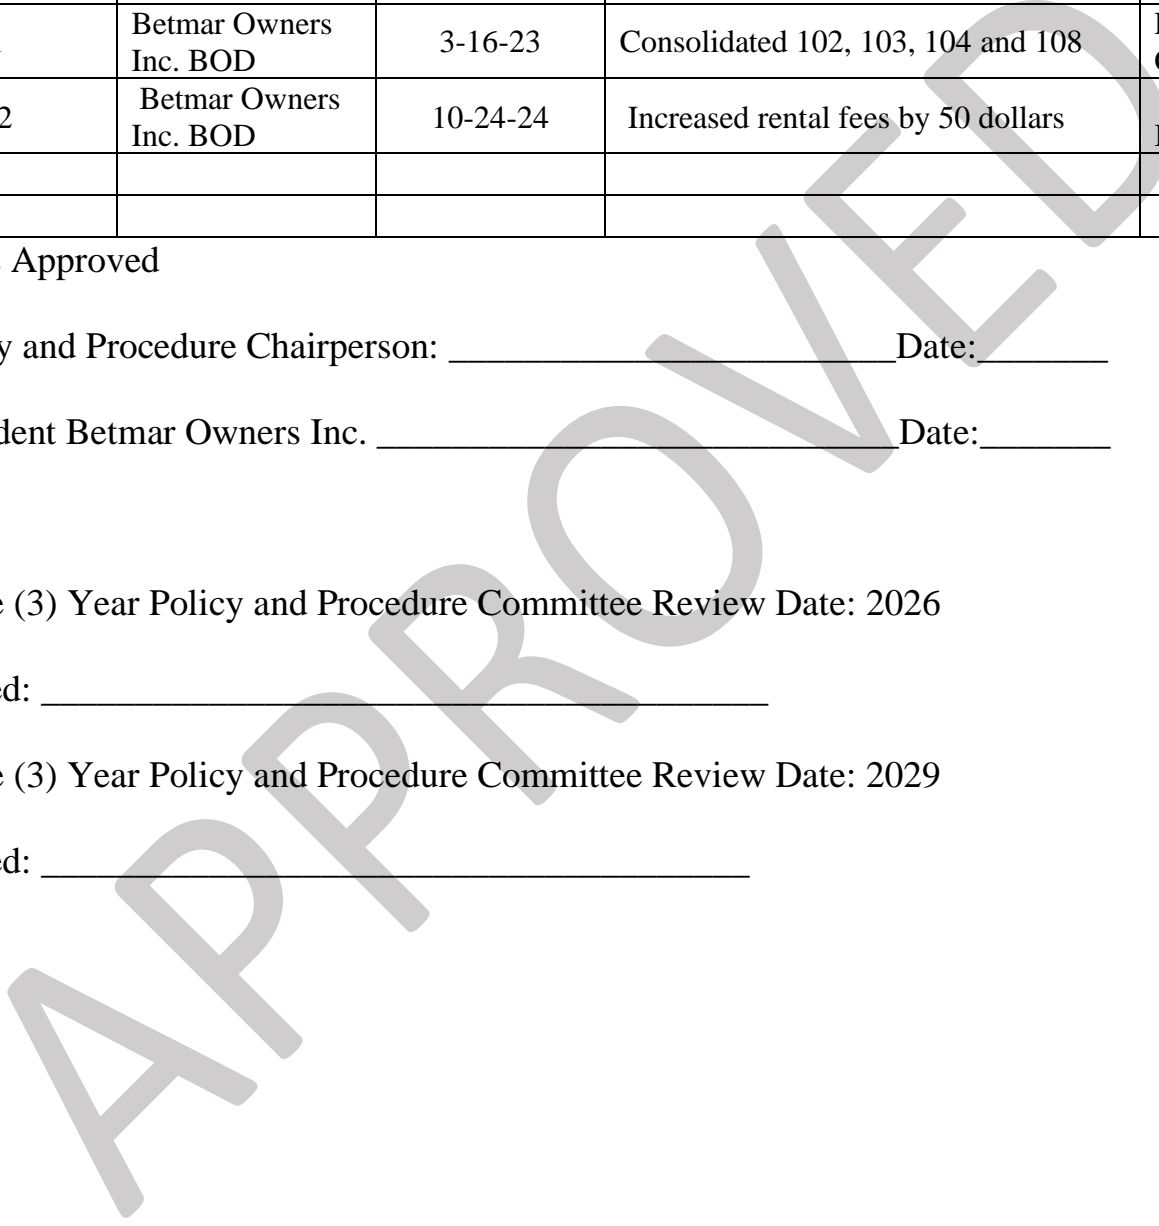 Betmar Owners
Inc. BOD
3-16-23
Consolidated 102, 103, 104 and 108
2
Betmar Owners
Inc. BOD
10-24-24
Increased rental fees by 50 dollars
Approved
y and Procedure Chairperson: ________________________Date:_______
dent Betmar Owners Inc. ____________________________Date:_______
e (3) Year Policy and Procedure Committee Review Date: 2026
ed: _______________________________________
e (3) Year Policy and Procedure Committee Review Date: 2029
ed: ______________________________________
APPROVED